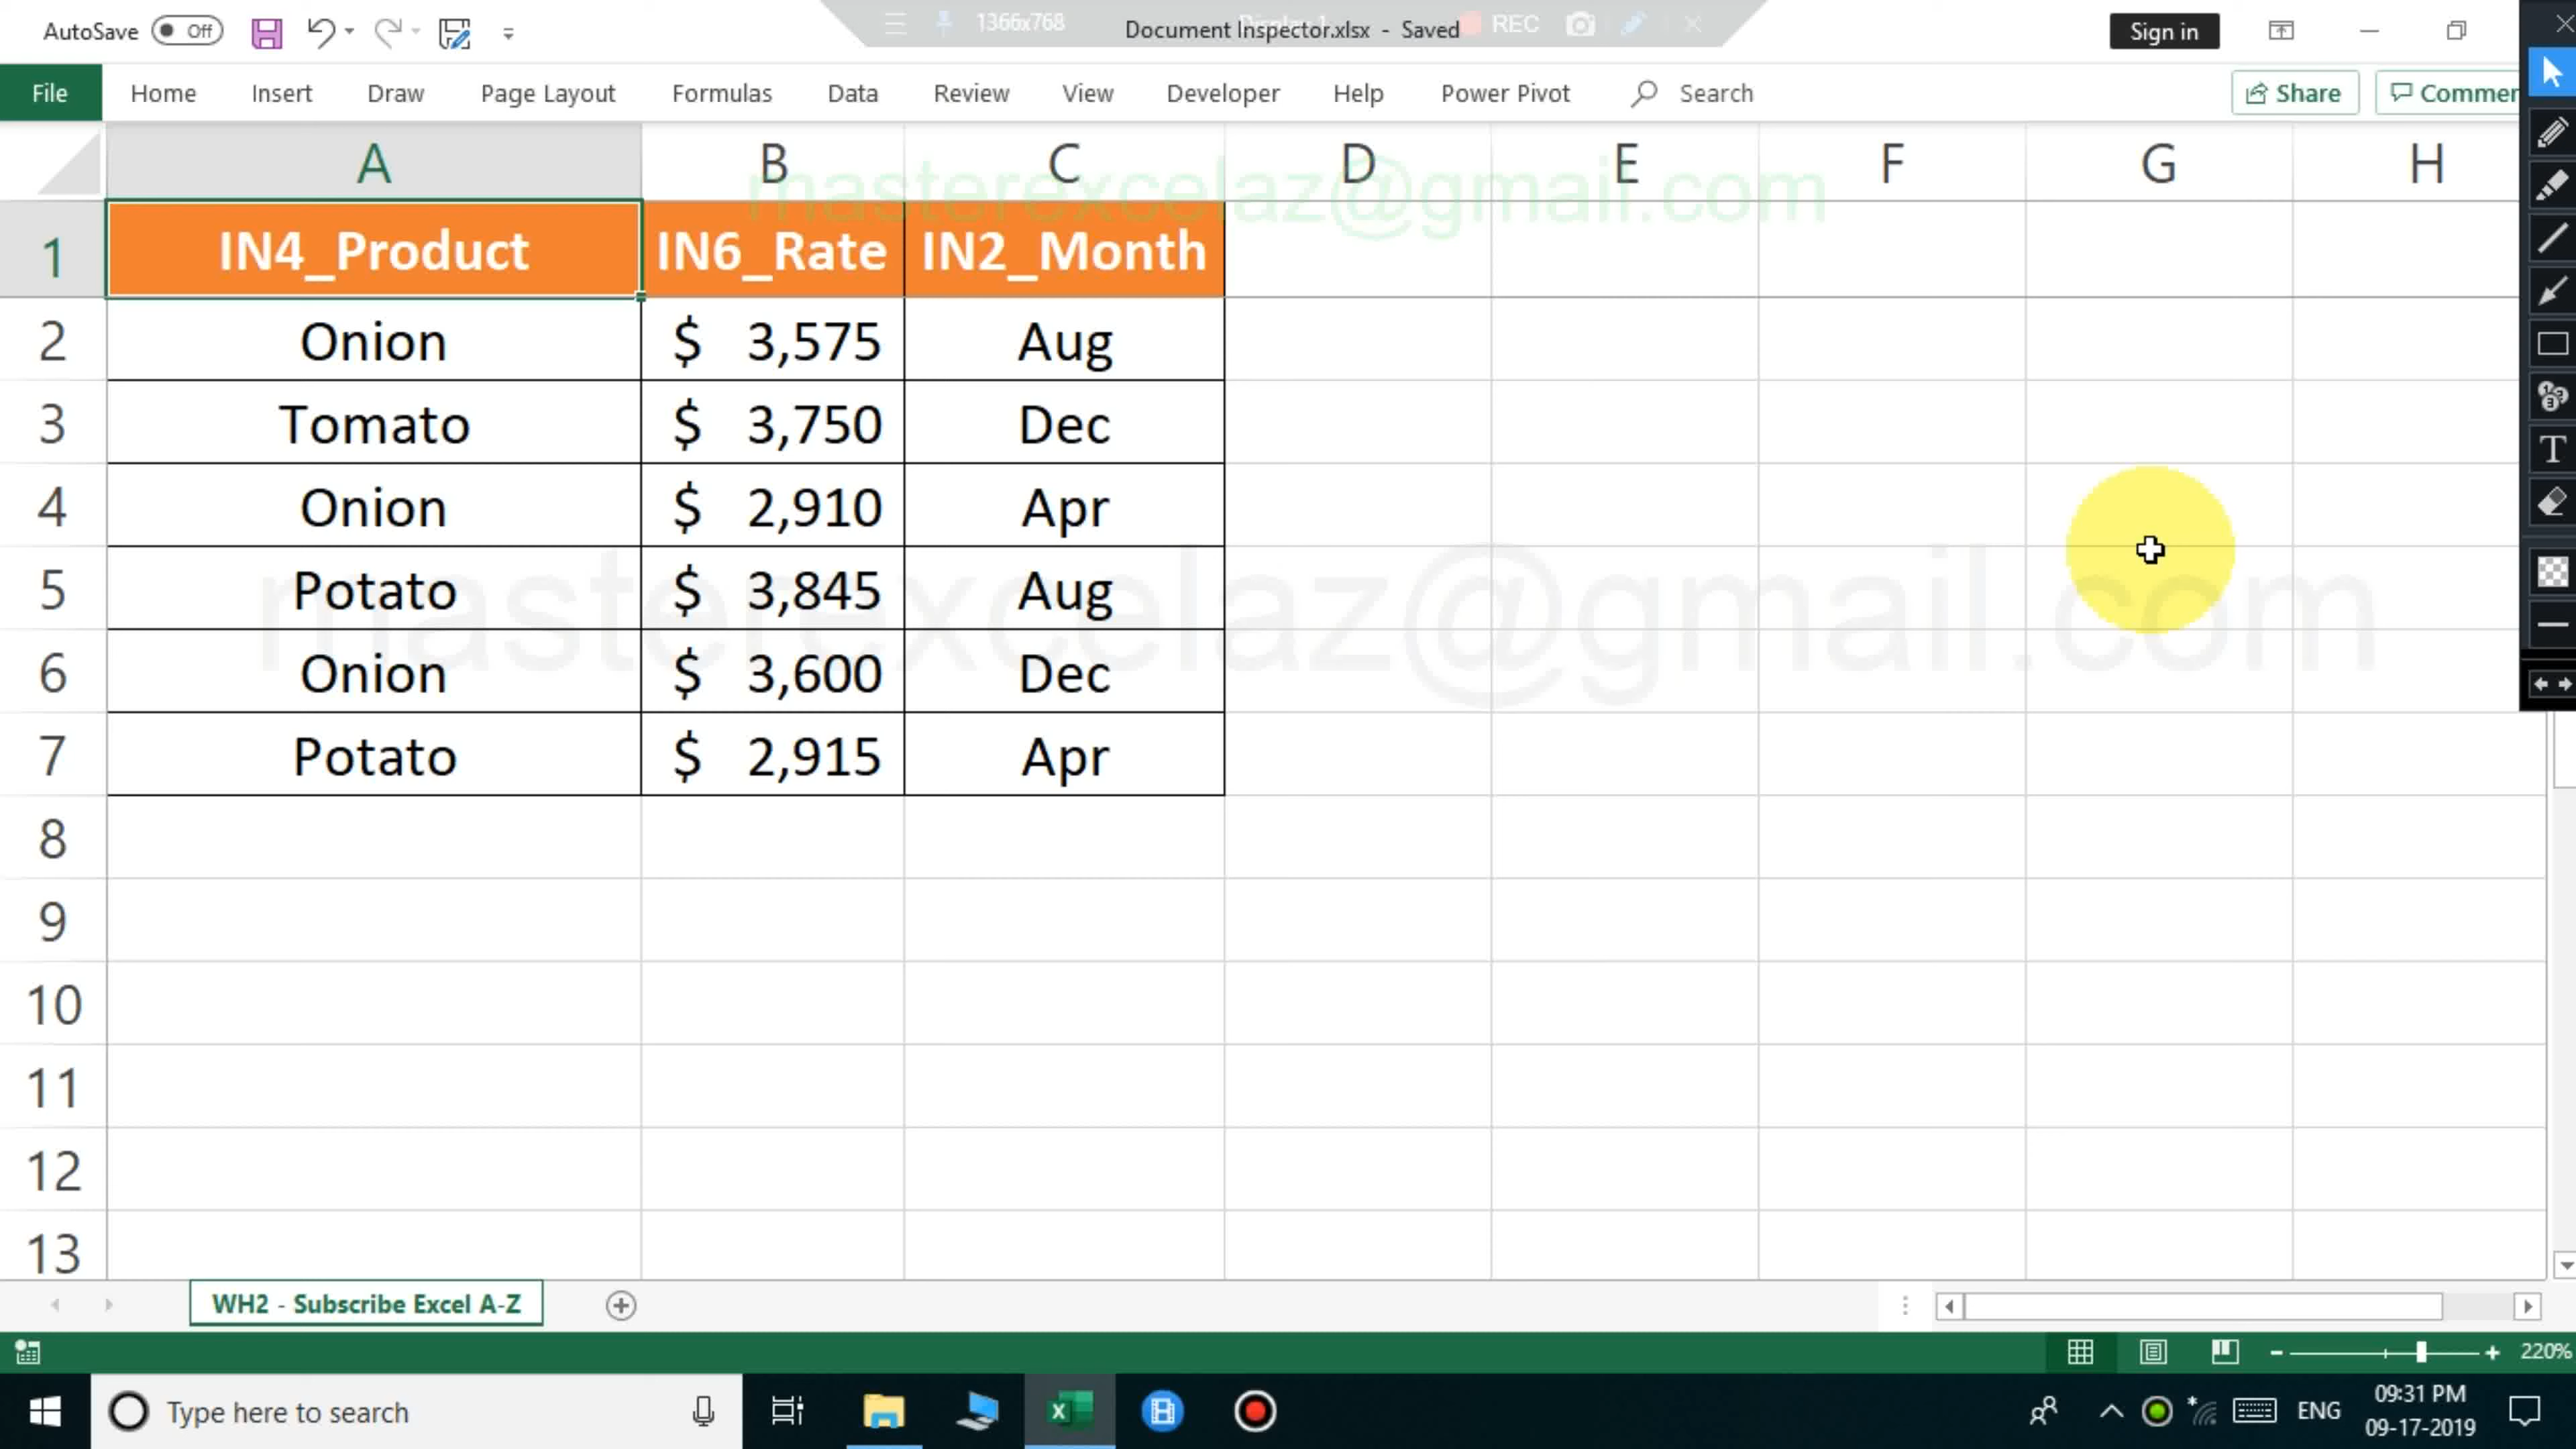 AutoSave Off
1366x768
Document Inspector.xlsx - Saved
REC
Sign in
File Home Insert Draw Page Layout Formulas Data Review View Developer Help Power Pivot Search
Share
Commen
A B C D E F G H
masterexcelaz@gmail.com
1 IN4_Product IN6_Rate IN2_Month
2 Onion $ 3,575 Aug
3 Tomato $ 3,750 Dec
4 Onion $ 2,910 Apr
5 Potato $ 3,845 Aug
masterexcelaz@gmail.com
6 Onion $ 3,600 Dec
7 Potato $ 2,915 Apr
8
9
10
11
12
13
WH2 - Subscribe Excel A-Z
220%
Type here to search
ENG
09:31 PM
09-17-2019